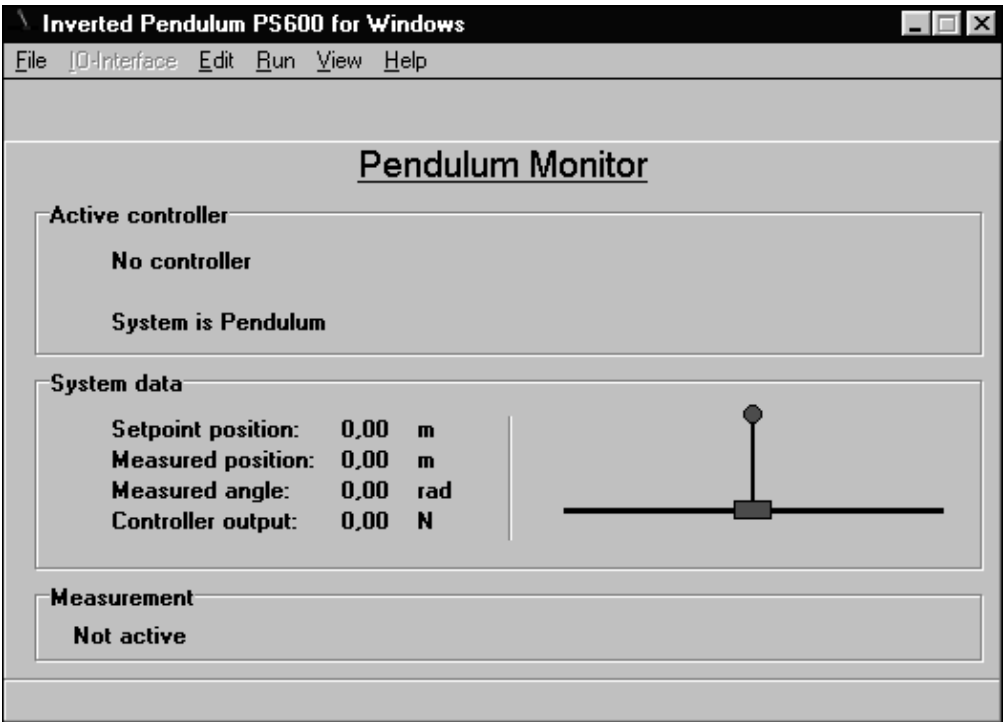 Inverted Pendulum PS600 for Windows
File IO-Interface Edit Run View Help
Pendulum Monitor
Active controller
No controller
System is Pendulum
System data
Setpoint position: 0,00 m
Measured position: 0,00 m
Measured angle: 0,00 rad
Controller output: 0,00 N
Measurement
Not active